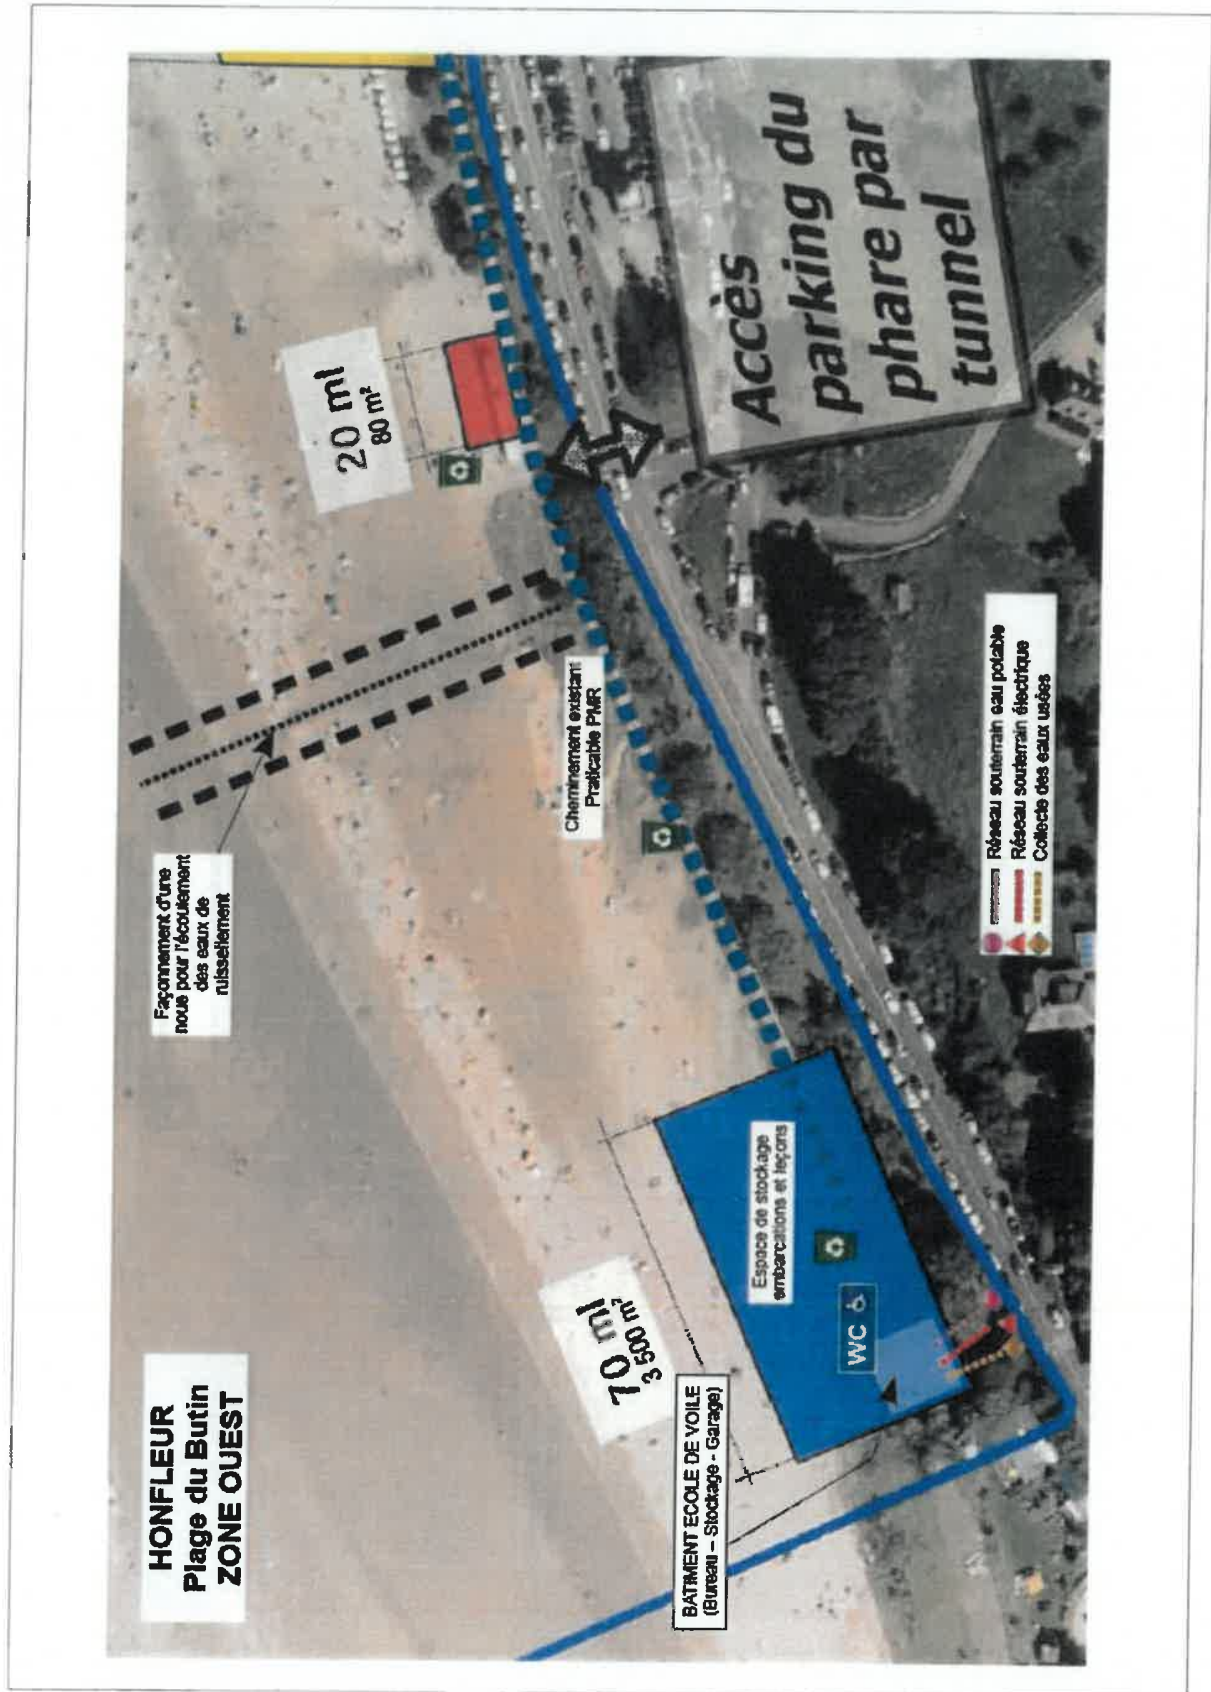 HONFLEUR
Plage du Butin
ZONE OUEST
Façonnement d'une
noue pour l'écoulement
des eaux de
ruissellement
20 ml
80 m²
Cheminement existant
Praticable PMR
Accès
parking du
phare par
tunnel
70 ml
3 500 m²
Espace de stockage
embarcations et leçons
WC
BATIMENT ECOLE DE VOILE
(Bureau – Stockage - Garage)
Réseau souterrain eau potable
Réseau souterrain électrique
Collecte des eaux usées